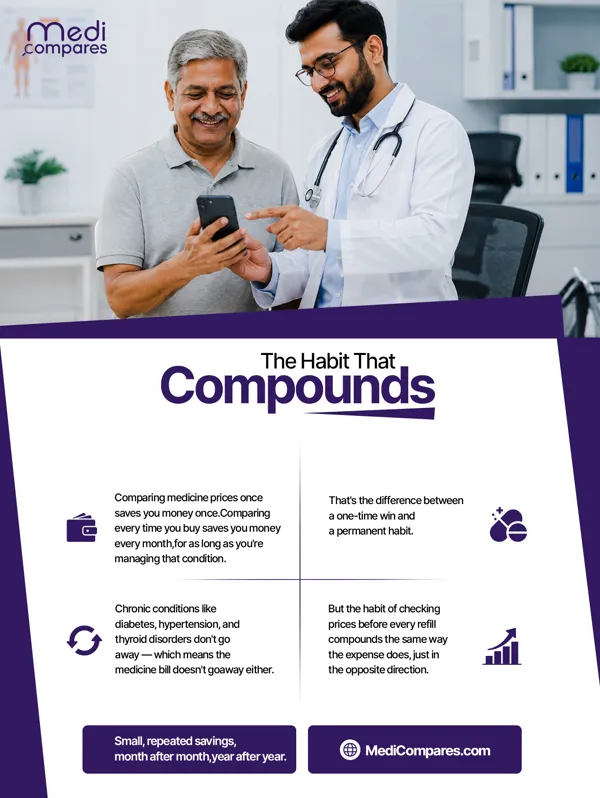 medi
compares
The Habit That
Compounds
Comparing medicine prices once
saves you money once.Comparing
every time you buy saves you money
every month,for as long as you're
managing that condition.
That's the difference between
a one-time win and
a permanent habit.
Chronic conditions like
diabetes, hypertension, and
thyroid disorders don't go
away — which means the
medicine bill doesn't goaway either.
But the habit of checking
prices before every refill
compounds the same way
the expense does, just in
the opposite direction.
Small, repeated savings,
month after month,year after year.
MediCompares.com